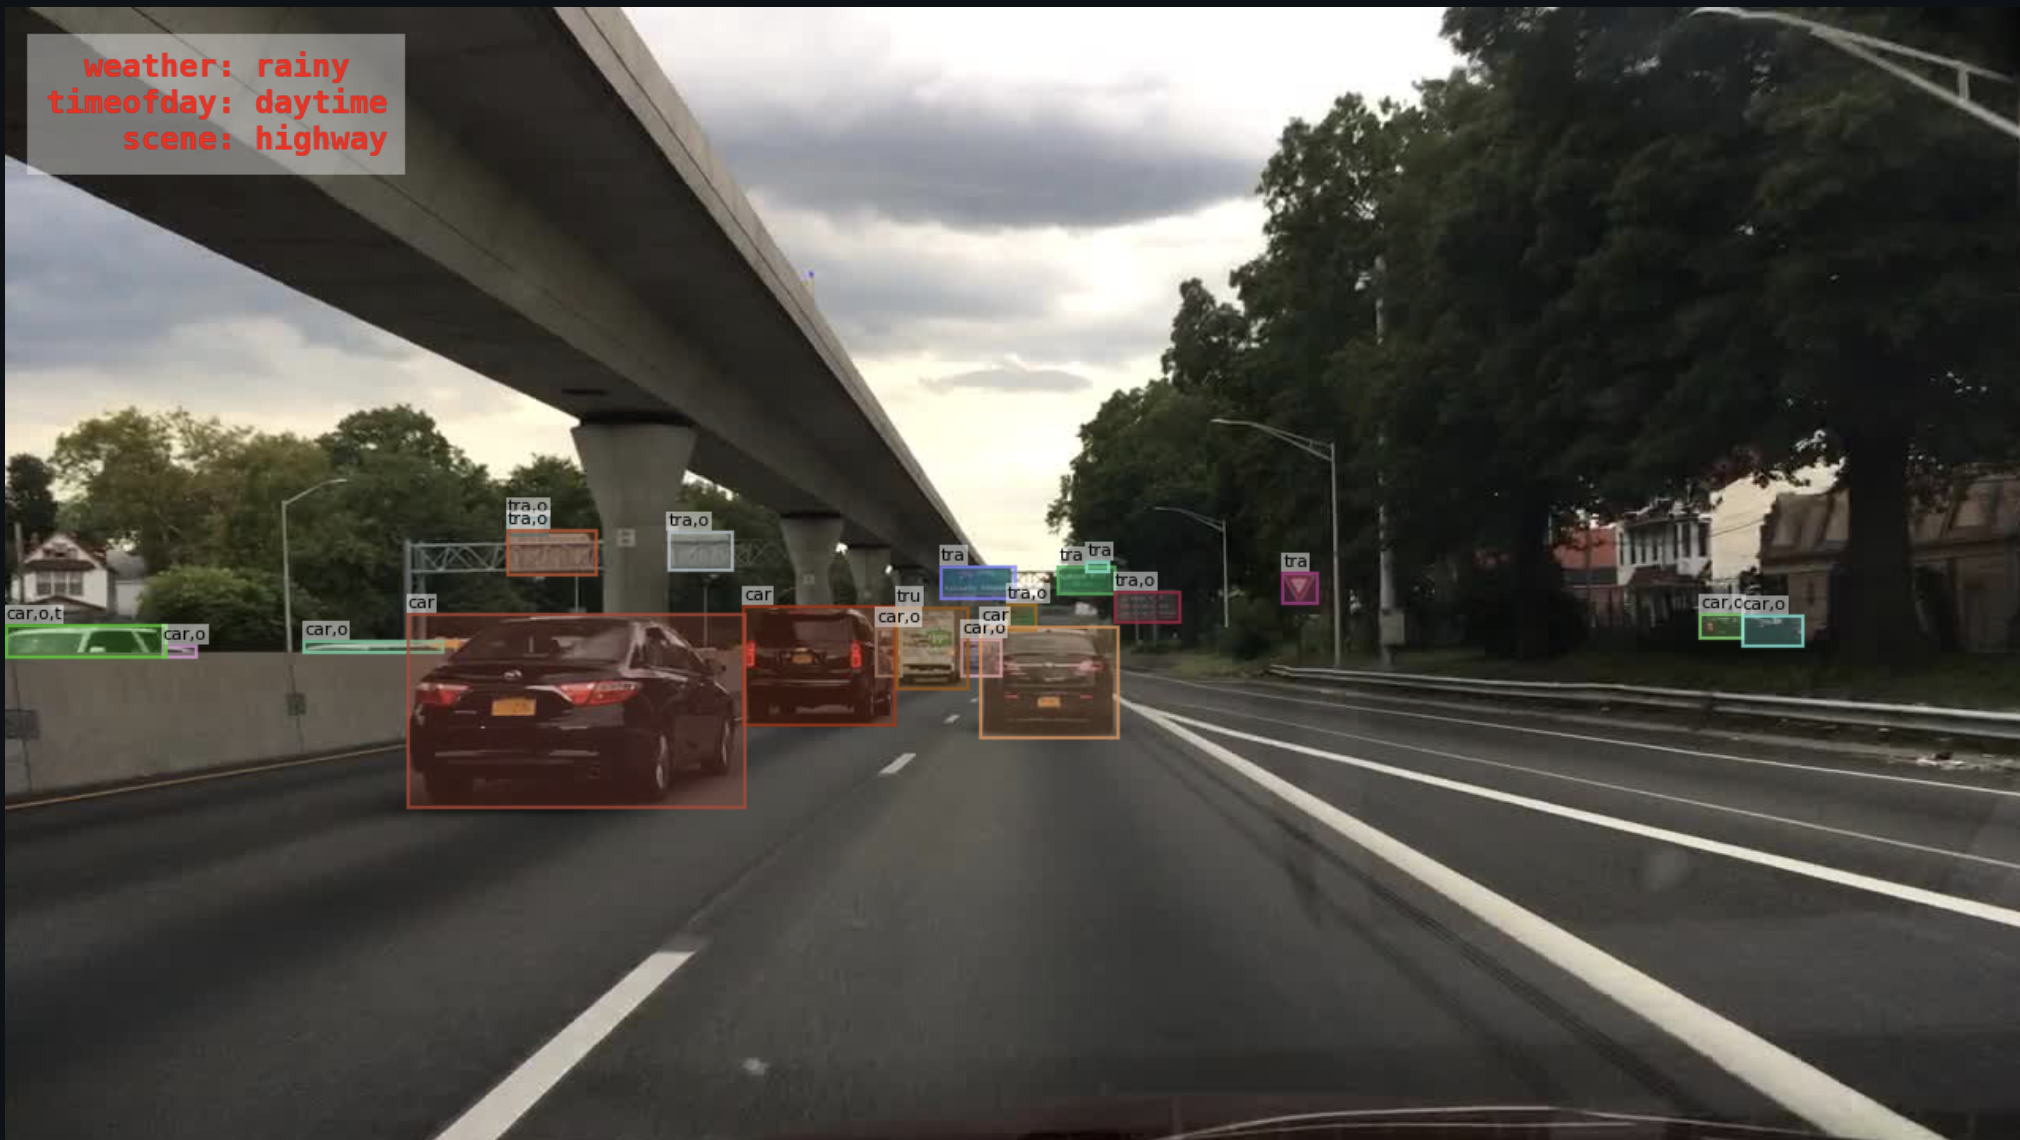 weather: rainy
timeofday: daytime
scene: highway
tra,o
tra,o
tra,o
tra
tra
tra
tra
tra,o
tru
tra,o
car
car
car,o,t
car,o
car
car,o
car,o
car,o
car,o
car,o